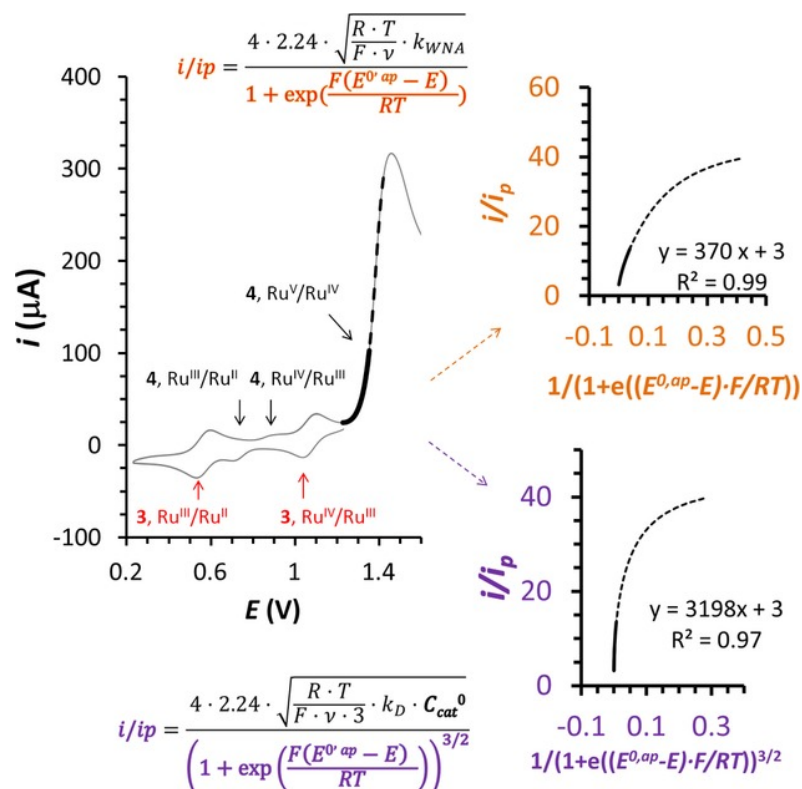 i/ip = 4 · 2.24 · √(R · T / F · ν · k_WNA) / 1 + exp(F(E^0' ap − E) / RT)
400
300
200
100
0
-100
i (µA)
0.2 0.6 1 1.4
E (V)
4, Ru^V/Ru^IV
4, Ru^III/Ru^II 4, Ru^IV/Ru^III
3, Ru^III/Ru^II 3, Ru^IV/Ru^III
60
40
20
0
i/i_p
y = 370 x + 3
R² = 0.99
-0.1 0.1 0.3 0.5
1/(1+e((E^0,ap-E)·F/RT))
40
20
0
i/i_p
y = 3198x + 3
R² = 0.97
-0.1 0.1 0.3
1/(1+e((E^0,ap-E)·F/RT))^3/2
i/ip = 4 · 2.24 · √(R · T / F · ν · 3 · k_D · C_cat^0) / (1 + exp(F(E^0' ap − E) / RT))^3/2